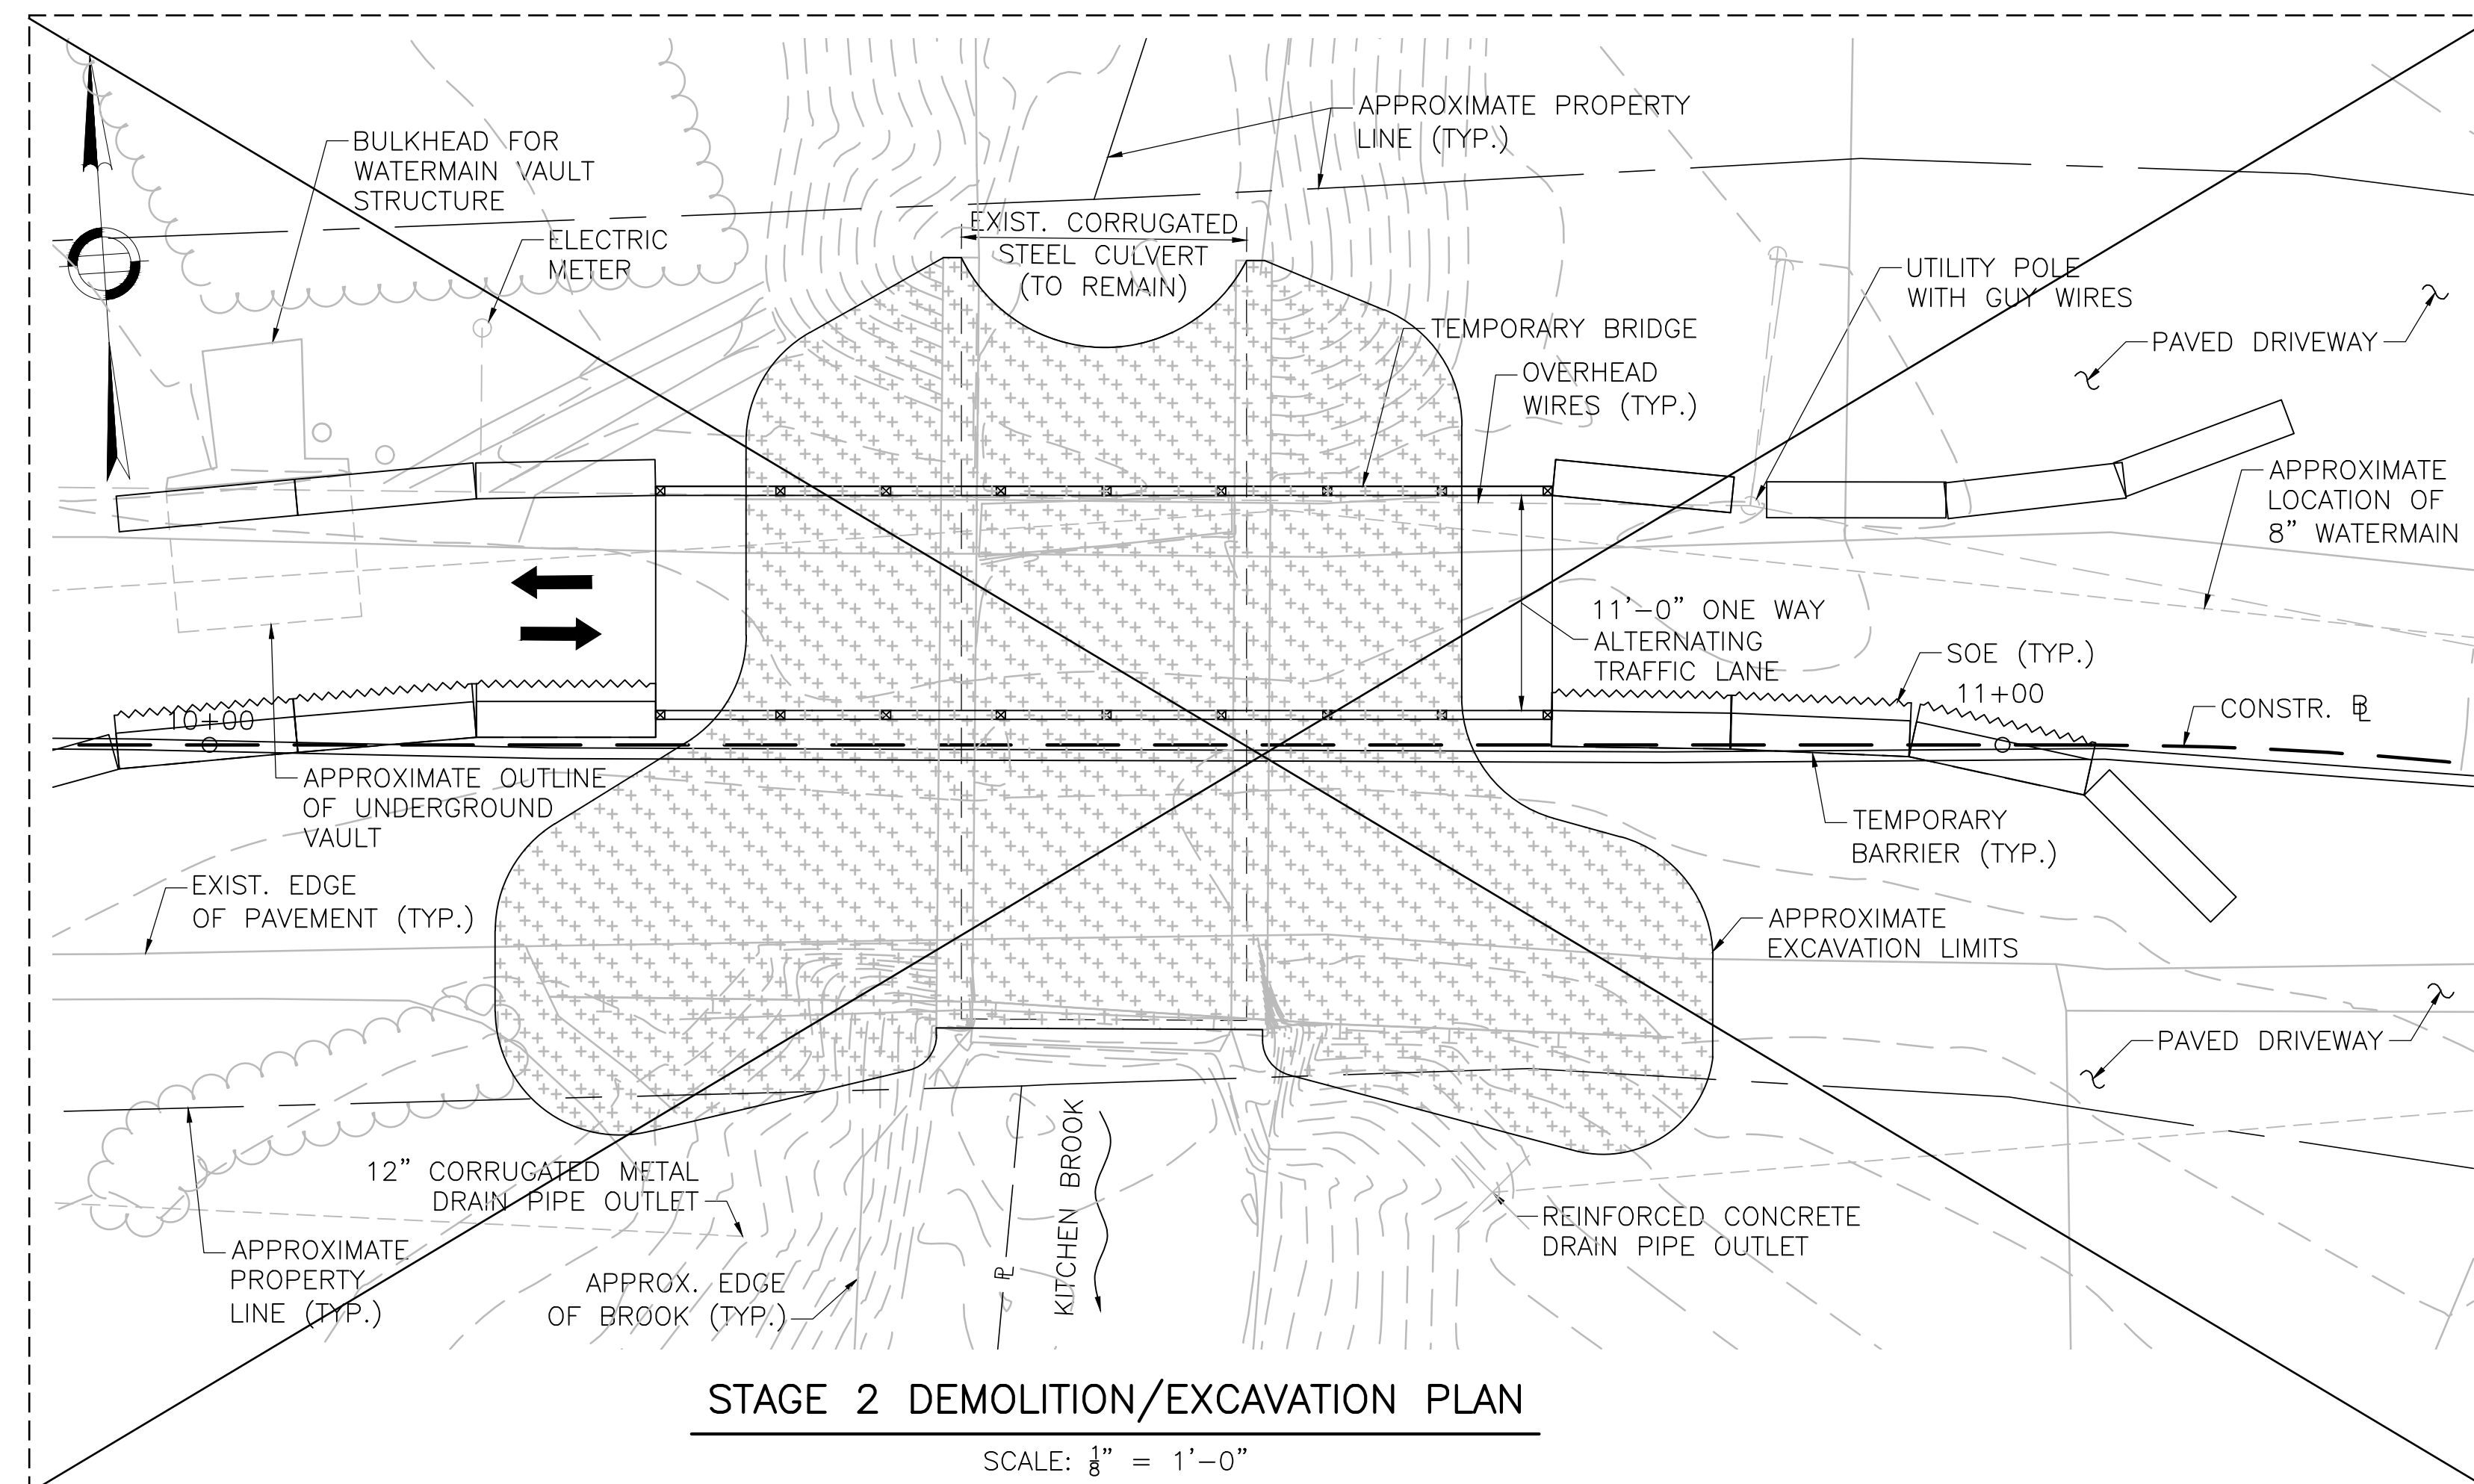 APPROXIMATE PROPERTY
LINE (TYP.)
BULKHEAD FOR
WATERMAIN VAULT
STRUCTURE
ELECTRIC
METER
EXIST. CORRUGATED
STEEL CULVERT
(TO REMAIN)
UTILITY POLE
WITH GUY WIRES
PAVED DRIVEWAY
TEMPORARY BRIDGE
OVERHEAD
WIRES (TYP.)
APPROXIMATE
LOCATION OF
8" WATERMAIN
11'-0" ONE WAY
ALTERNATING
TRAFFIC LANE
SOE (TYP.)
11+00
CONSTR. BL
10+00
APPROXIMATE OUTLINE
OF UNDERGROUND
VAULT
TEMPORARY
BARRIER (TYP.)
EXIST. EDGE
OF PAVEMENT (TYP.)
APPROXIMATE
EXCAVATION LIMITS
PAVED DRIVEWAY
12" CORRUGATED METAL
DRAIN PIPE OUTLET
KITCHEN BROOK
REINFORCED CONCRETE
DRAIN PIPE OUTLET
APPROXIMATE
PROPERTY
LINE (TYP.)
APPROX. EDGE
OF BROOK (TYP.)
PL
STAGE 2 DEMOLITION/EXCAVATION PLAN
SCALE: 1/8" = 1'-0"